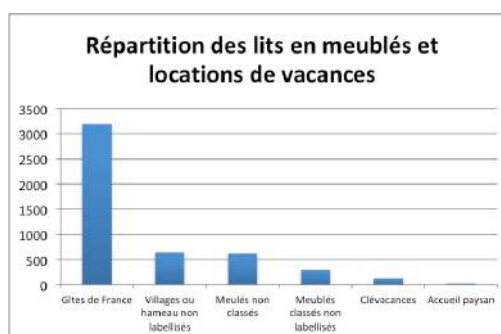 Répartition des lits en meublés et
locations de vacances
3500
3000
2500
2000
1500
1000
500
0
Gîtes de France
Villages ou
hameau non
labellisés
Meulés non
classés
Meublés
classés non
labellisés
Clévacances
Accueil paysan